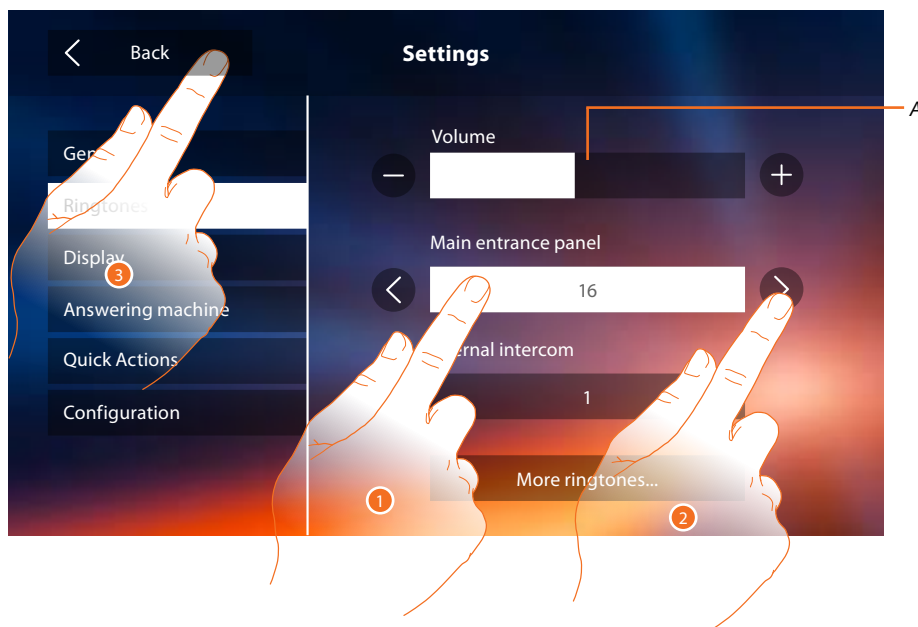 Back
Settings
A
Volume
Ringtones
Main entrance panel
Display
16
Answering machine
Quick Actions
1
Configuration
More ringtones...
3
1
2